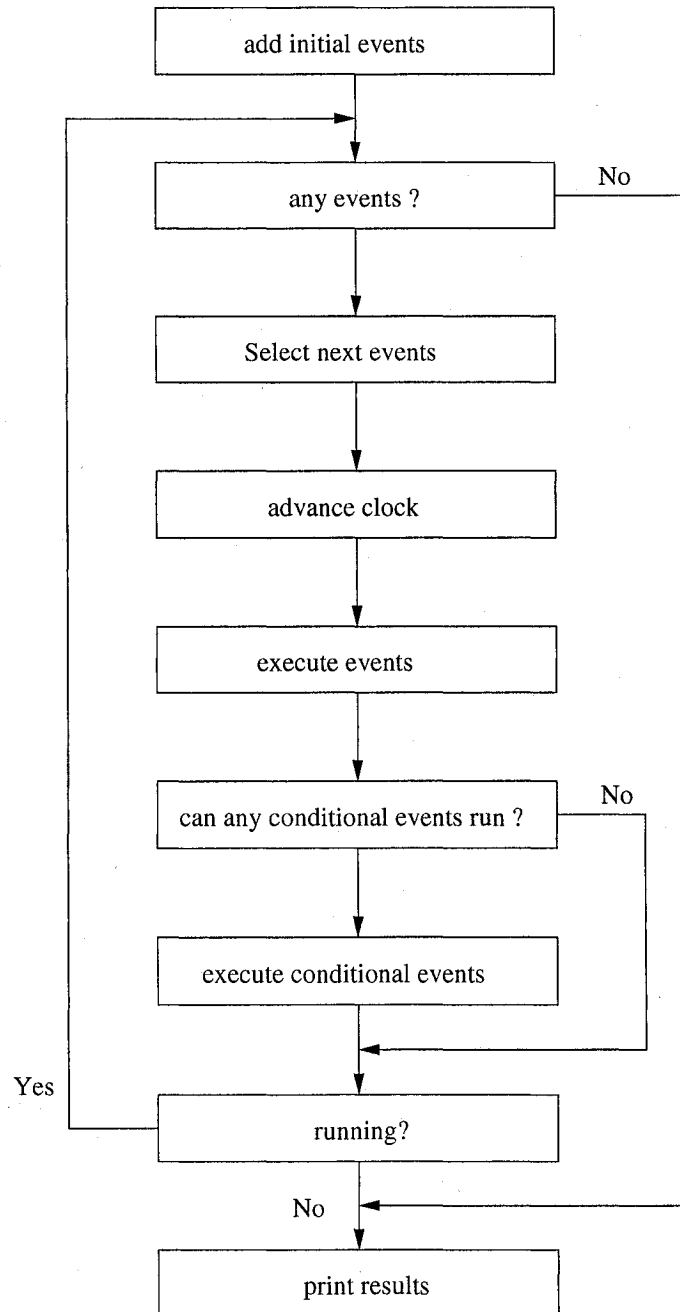 add initial events
any events ?
No
Select next events
advance clock
execute events
can any conditional events run ?
No
execute conditional events
Yes
running?
No
print results